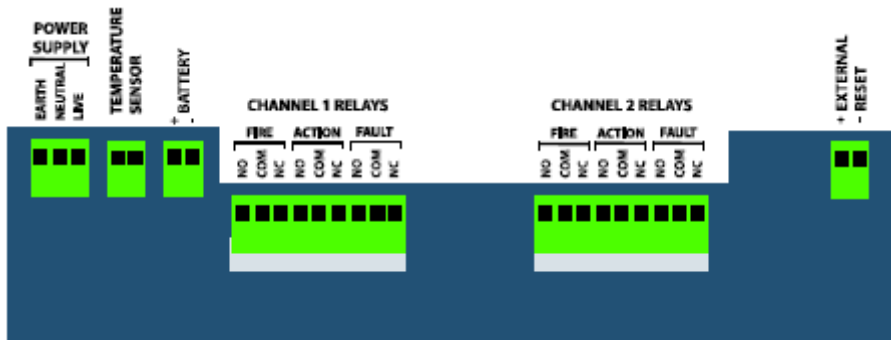 POWER
SUPPLY
EARTH
NEUTRAL
LIVE
TEMPERATURE
SENSOR
+ BATTERY
-
CHANNEL 1 RELAYS
FIRE ACTION FAULT
NO COM NC NO COM NC NO COM NC
CHANNEL 2 RELAYS
FIRE ACTION FAULT
NO COM NC NO COM NC NO COM NC
+ EXTERNAL
- RESET